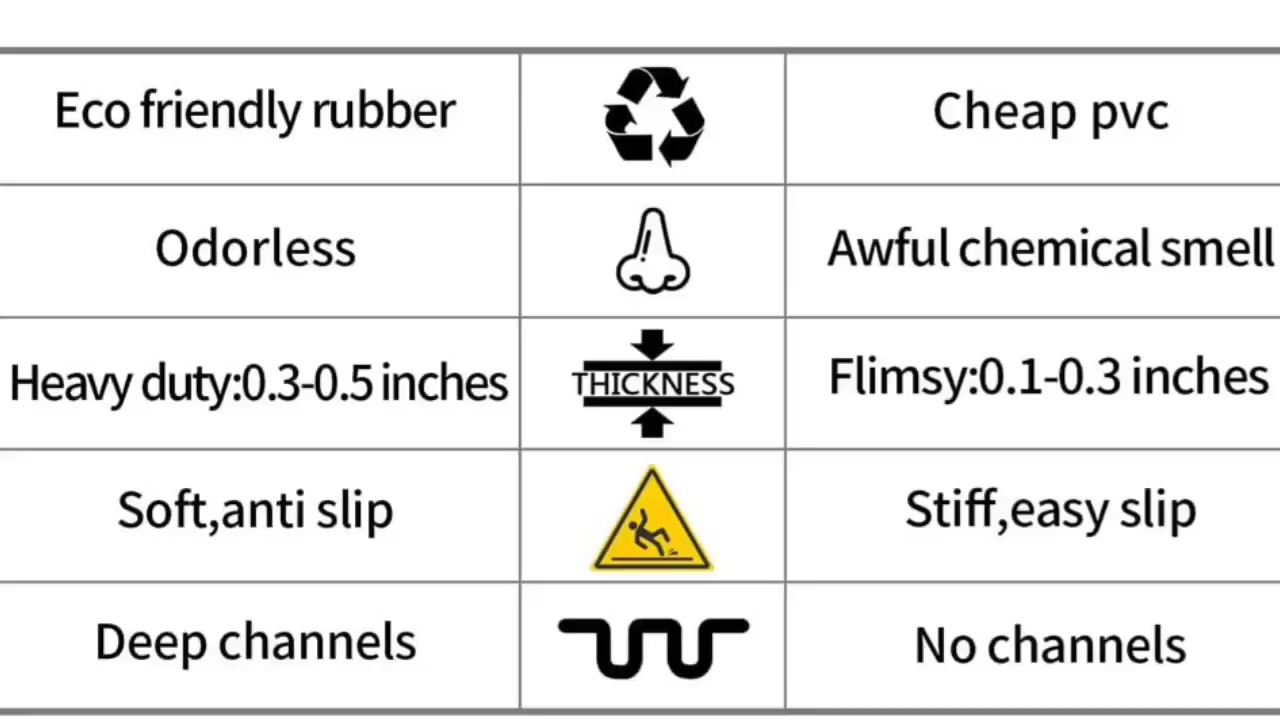 Eco friendly rubber
Cheap pvc
Odorless
Awful chemical smell
Heavy duty:0.3-0.5 inches
THICKNESS
Flimsy:0.1-0.3 inches
Soft,anti slip
Stiff,easy slip
Deep channels
No channels